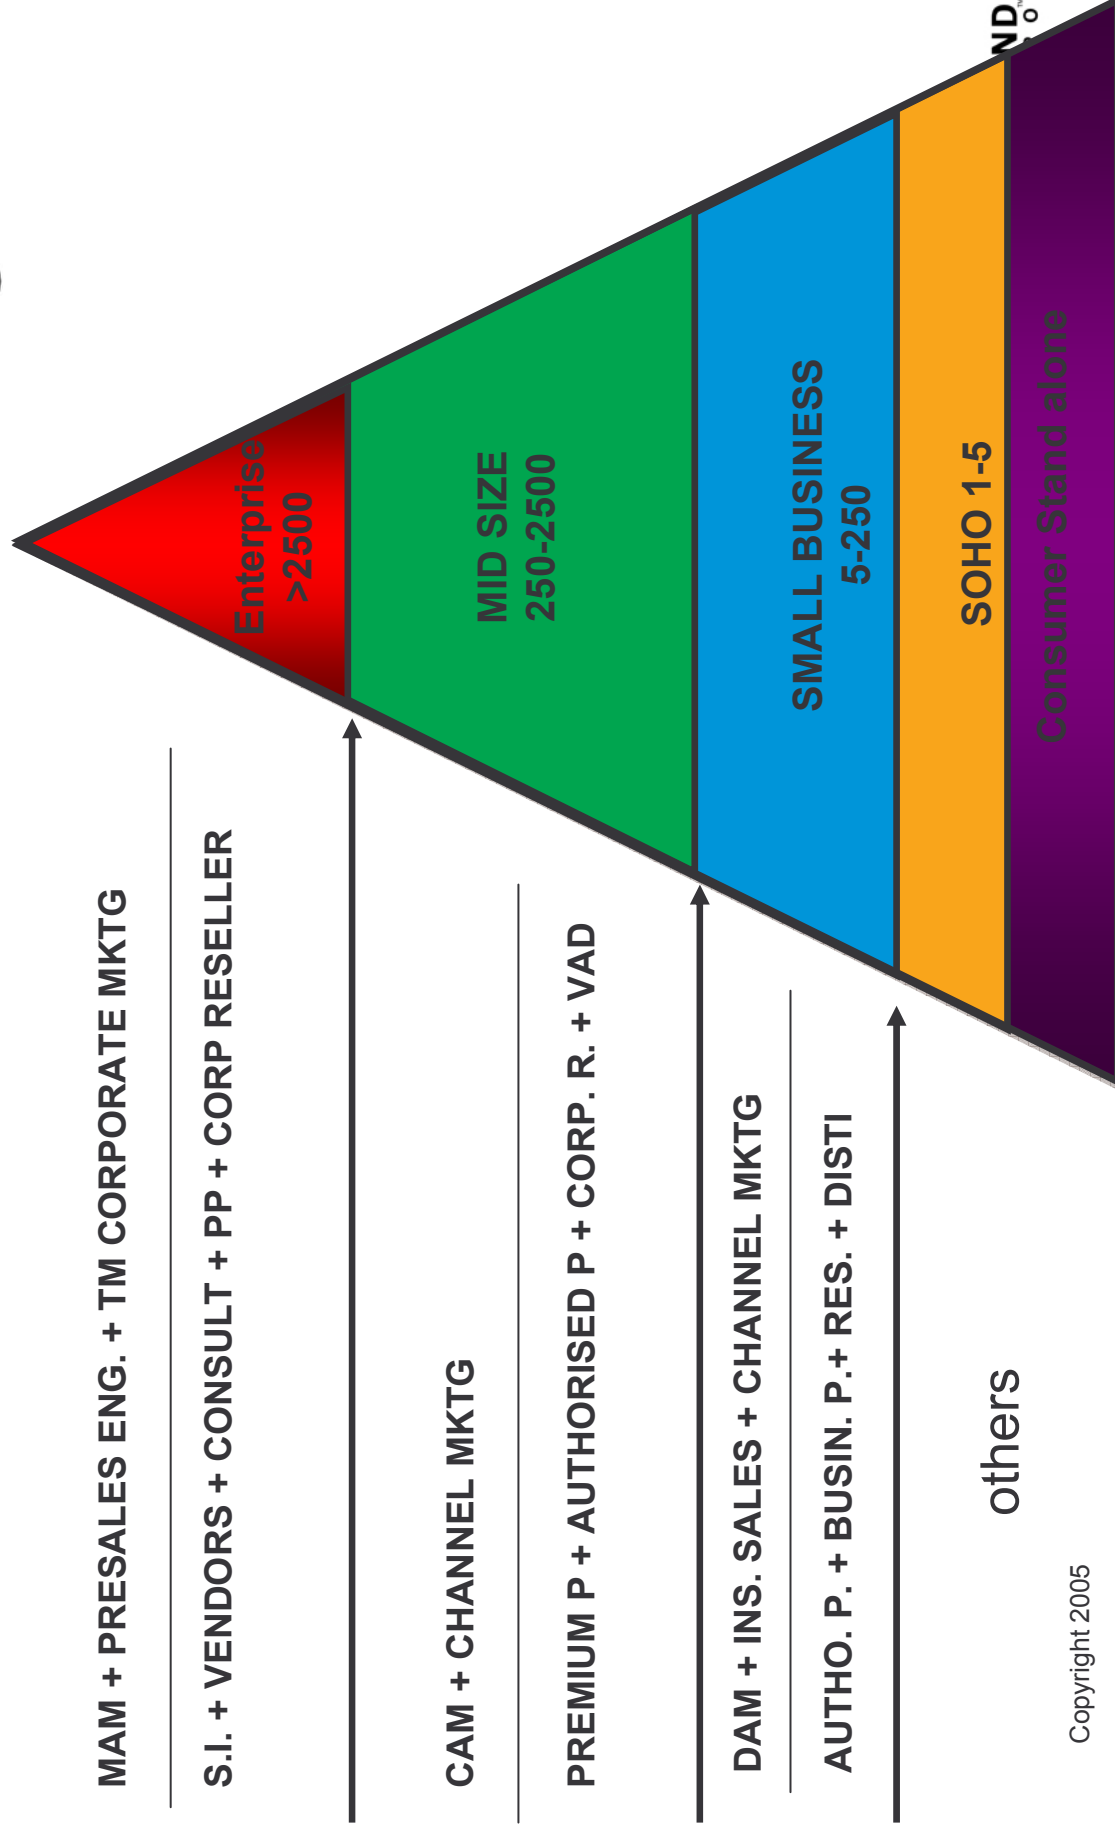 MAM + PRESALES ENG. + TM CORPORATE MKTG
S.I. + VENDORS + CONSULT + PP + CORP RESELLER
Enterprise
>2500
CAM + CHANNEL MKTG
PREMIUM P + AUTHORISED P + CORP. R. + VAD
MID SIZE
250-2500
DAM + INS. SALES + CHANNEL MKTG
AUTHO. P. + BUSIN. P.+ RES. + DISTI
SMALL BUSINESS
5-250
others
SOHO 1-5
Consumer Stand alone
Copyright 2005